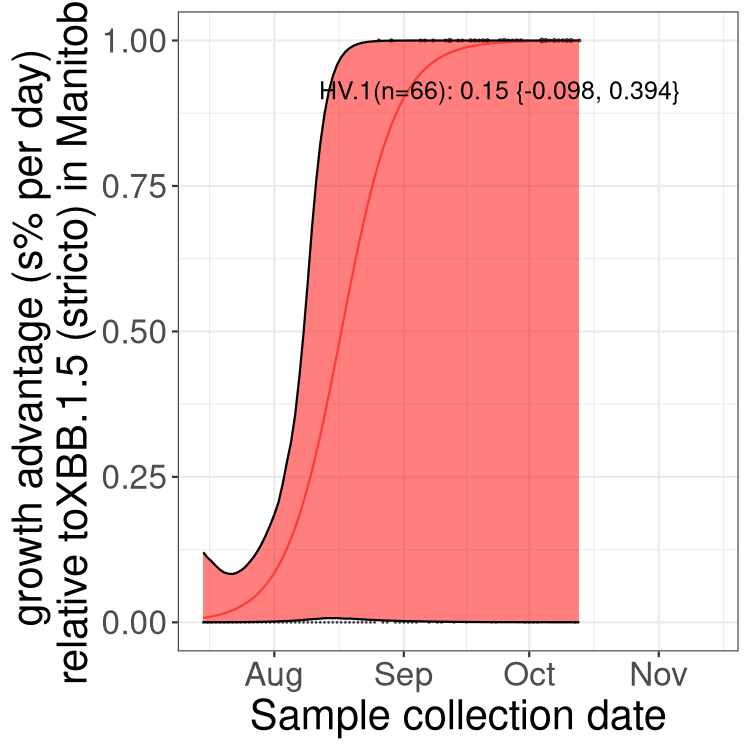 growth advantage (s% per day)
relative toXBB.1.5 (stricto) in Manitob
1.00
0.75
0.50
0.25
0.00
HV.1(n=66): 0.15 {-0.098, 0.394}
Aug Sep Oct Nov
Sample collection date